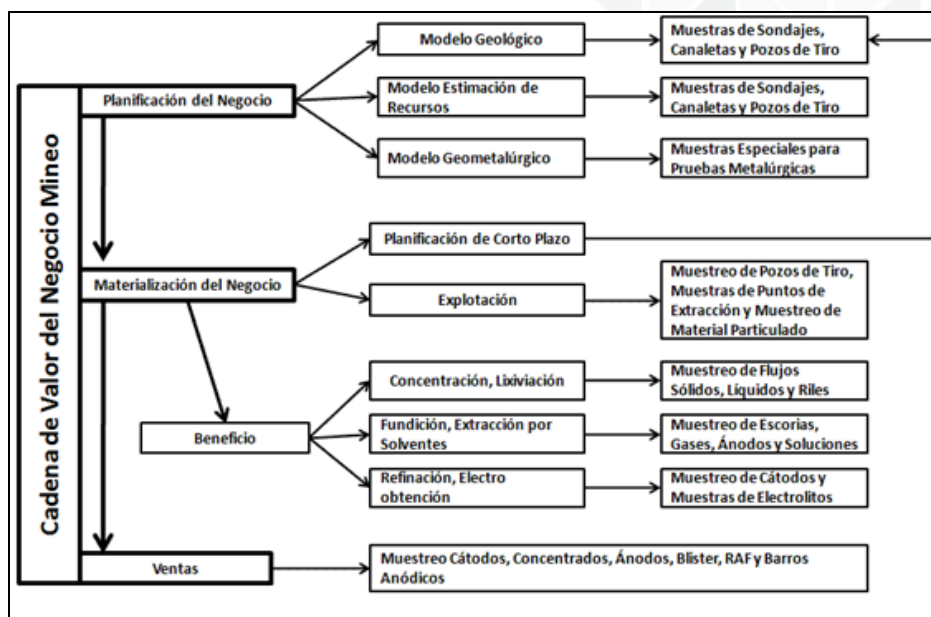 Cadena de Valor del Negocio Mineo
Planificación del Negocio
Modelo Geológico
Muestras de Sondajes,
Canaletas y Pozos de Tiro
Modelo Estimación de
Recursos
Muestras de Sondajes,
Canaletas y Pozos de Tiro
Modelo Geometalúrgico
Muestras Especiales para
Pruebas Metalúrgicas
Materialización del Negocio
Planificación de Corto Plazo
Explotación
Muestreo de Pozos de Tiro,
Muestras de Puntos de
Extracción y Muestreo de
Material Particulado
Beneficio
Concentración, Lixiviación
Muestreo de Flujos
Sólidos, Líquidos y Riles
Fundición, Extracción por
Solventes
Muestreo de Escorias,
Gases, Ánodos y Soluciones
Refinación, Electro
obtención
Muestreo de Cátodos y
Muestras de Electrolitos
Ventas
Muestreo Cátodos, Concentrados, Ánodos, Blister, RAF y Barros
Anódicos